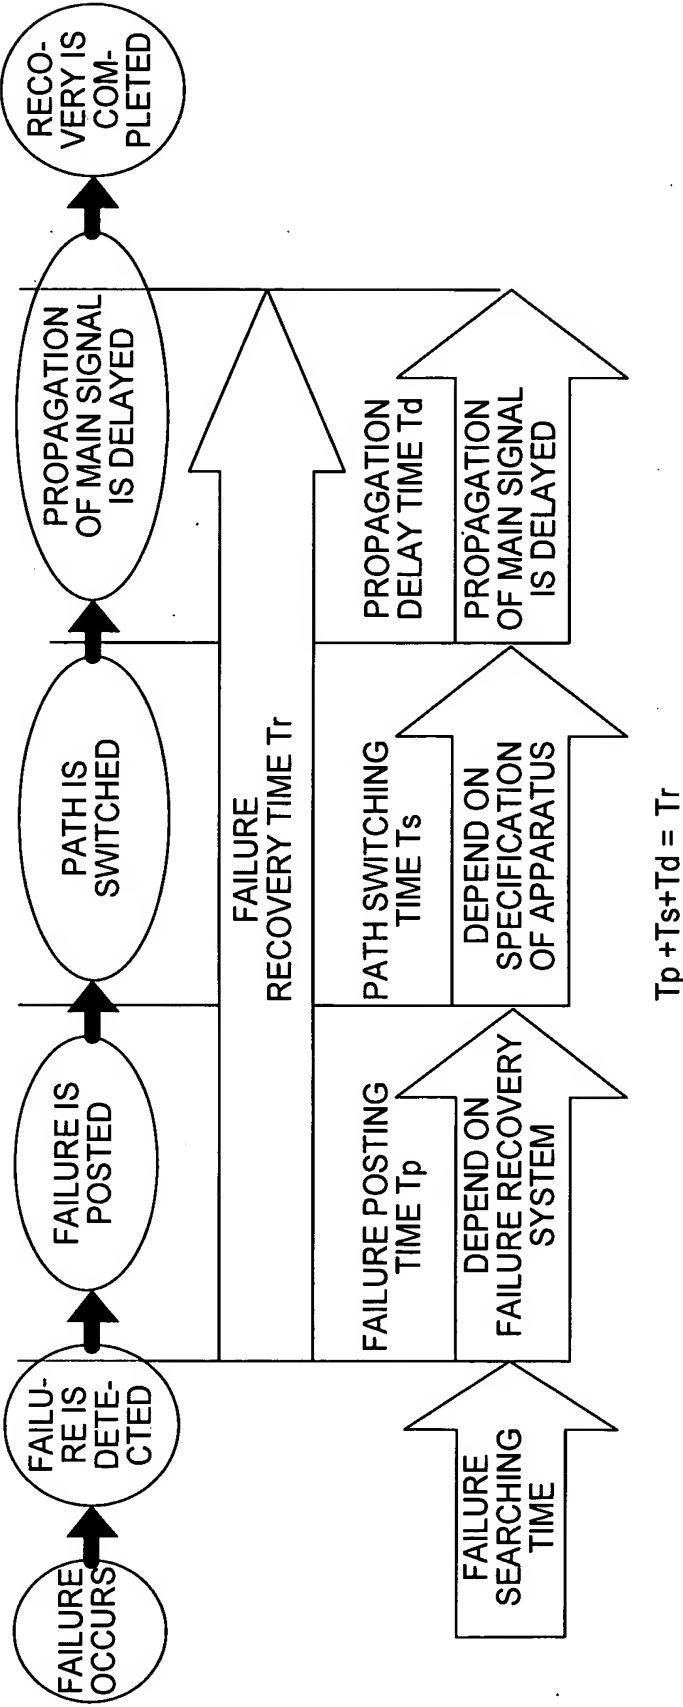 FAILURE
OCCURS
FAILU-
RE IS
DETE-
CTED
FAILURE IS
POSTED
PATH IS
SWITCHED
PROPAGATION
OF MAIN SIGNAL
IS DELAYED
RECO-
VERY IS
COM-
PLETED
FAILURE
RECOVERY TIME Tr
FAILURE POSTING
TIME Tp
PATH SWITCHING
TIME Ts
PROPAGATION
DELAY TIME Td
FAILURE
SEARCHING
TIME
DEPEND ON
FAILURE RECOVERY
SYSTEM
DEPEND ON
SPECIFICATION
OF APPARATUS
PROPAGATION
OF MAIN SIGNAL
IS DELAYED
Tp +Ts+Td = Tr